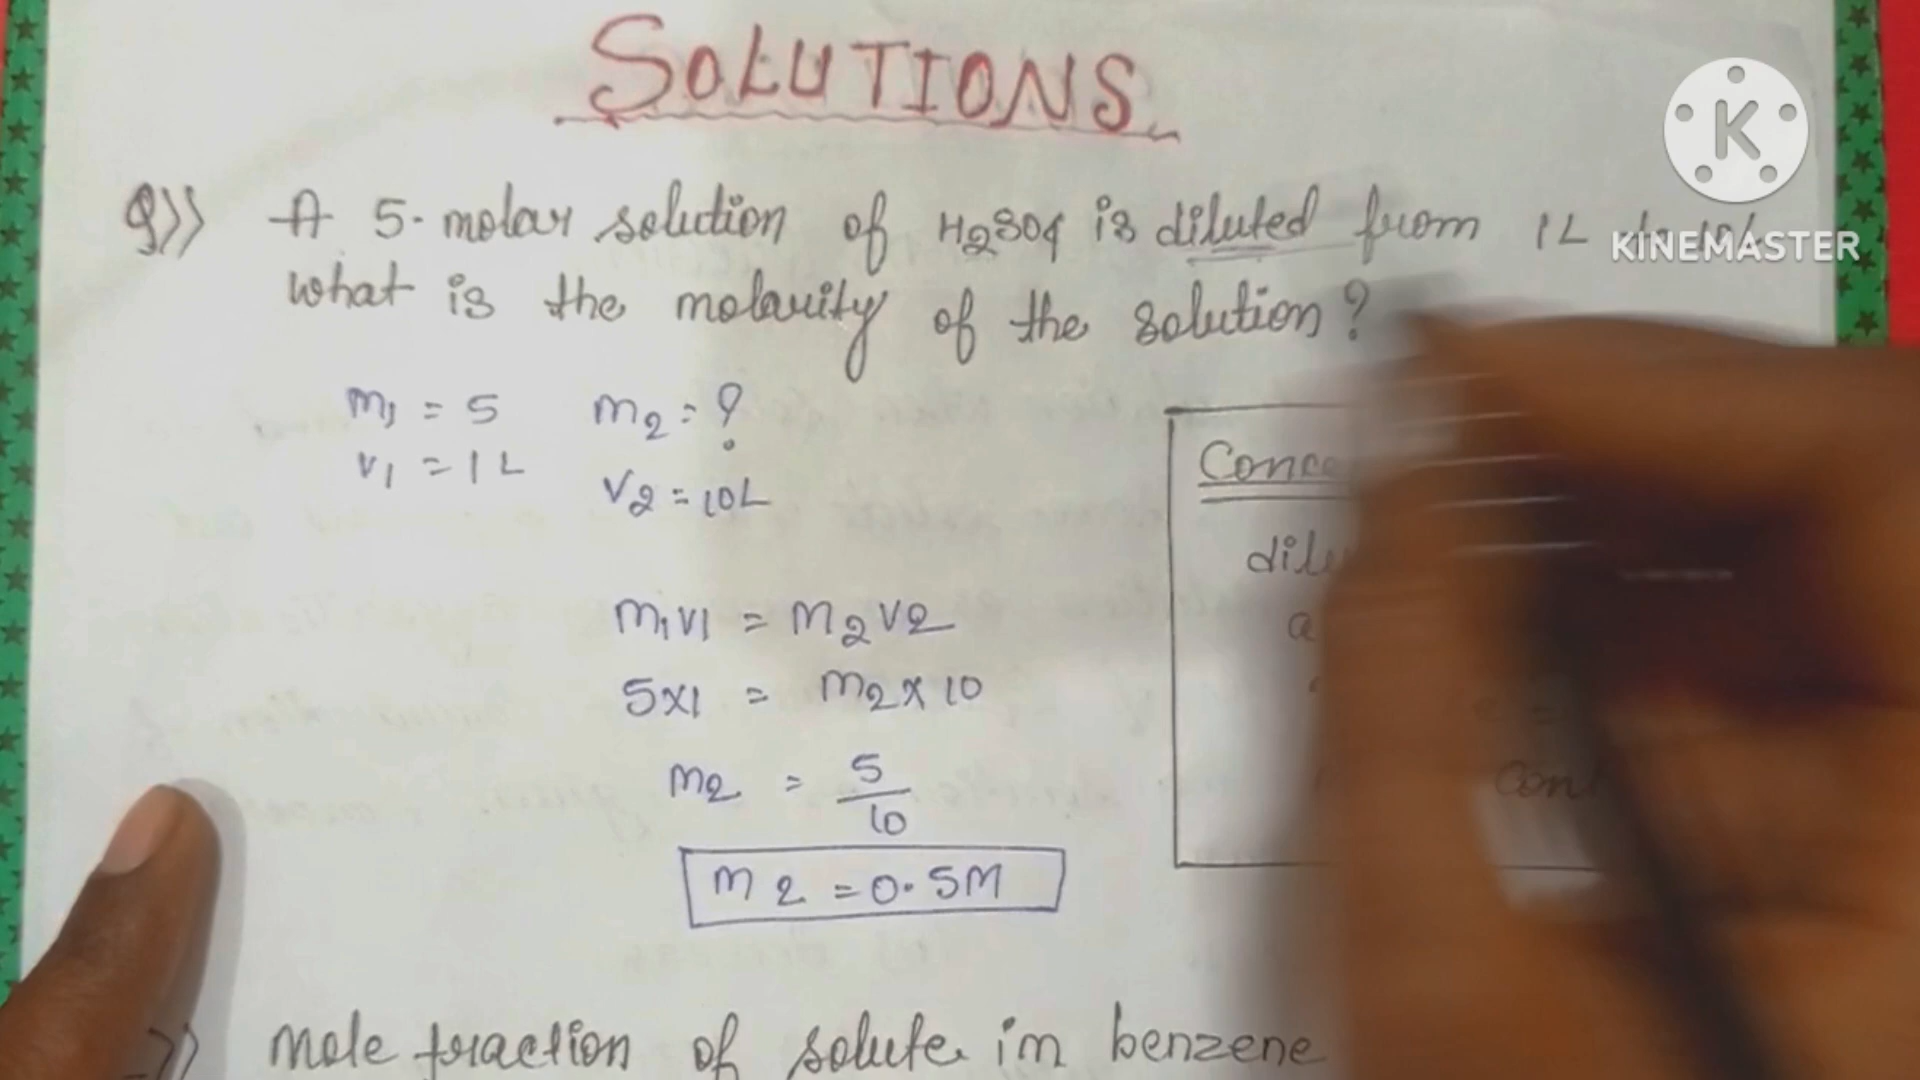 SOLUTIONS
K
KINEMASTER
Q>> A 5-molar solution of H2SO4 is diluted from 1L
what is the molarity of the solution?
m1 = 5 m2 = ?
V1 = 1L V2 = 10L
m1V1 = m2V2
5x1 = m2 x 10
m2 = 5/10
m2 = 0.5M
mole fraction of solute in benzene